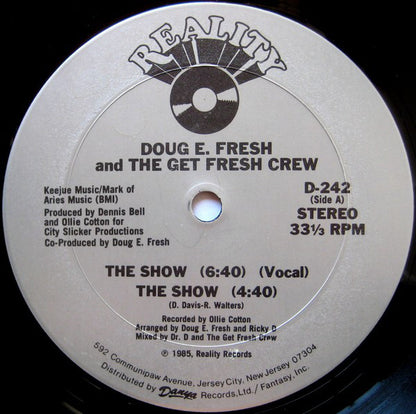 REALITY
DOUG E. FRESH
and THE GET FRESH CREW
Keejue Music/Mark of
Aries Music (BMI)
Produced by Dennis Bell
and Ollie Cotton for
City Slicker Productions
Co-Produced by Doug E. Fresh
D-242
(Side A)
STEREO
33⅓ RPM
THE SHOW (6:40) (Vocal)
THE SHOW (4:40)
(D. Davis-R. Walters)
Recorded by Ollie Cotton
Arranged by Doug E. Fresh and Ricky D
Mixed by Dr. D and The Get Fresh Crew
℗ 1985, Reality Records
592 Communipaw Avenue, Jersey City, New Jersey 07304
Distributed by Danya Records, Ltd./Fantasy, Inc.